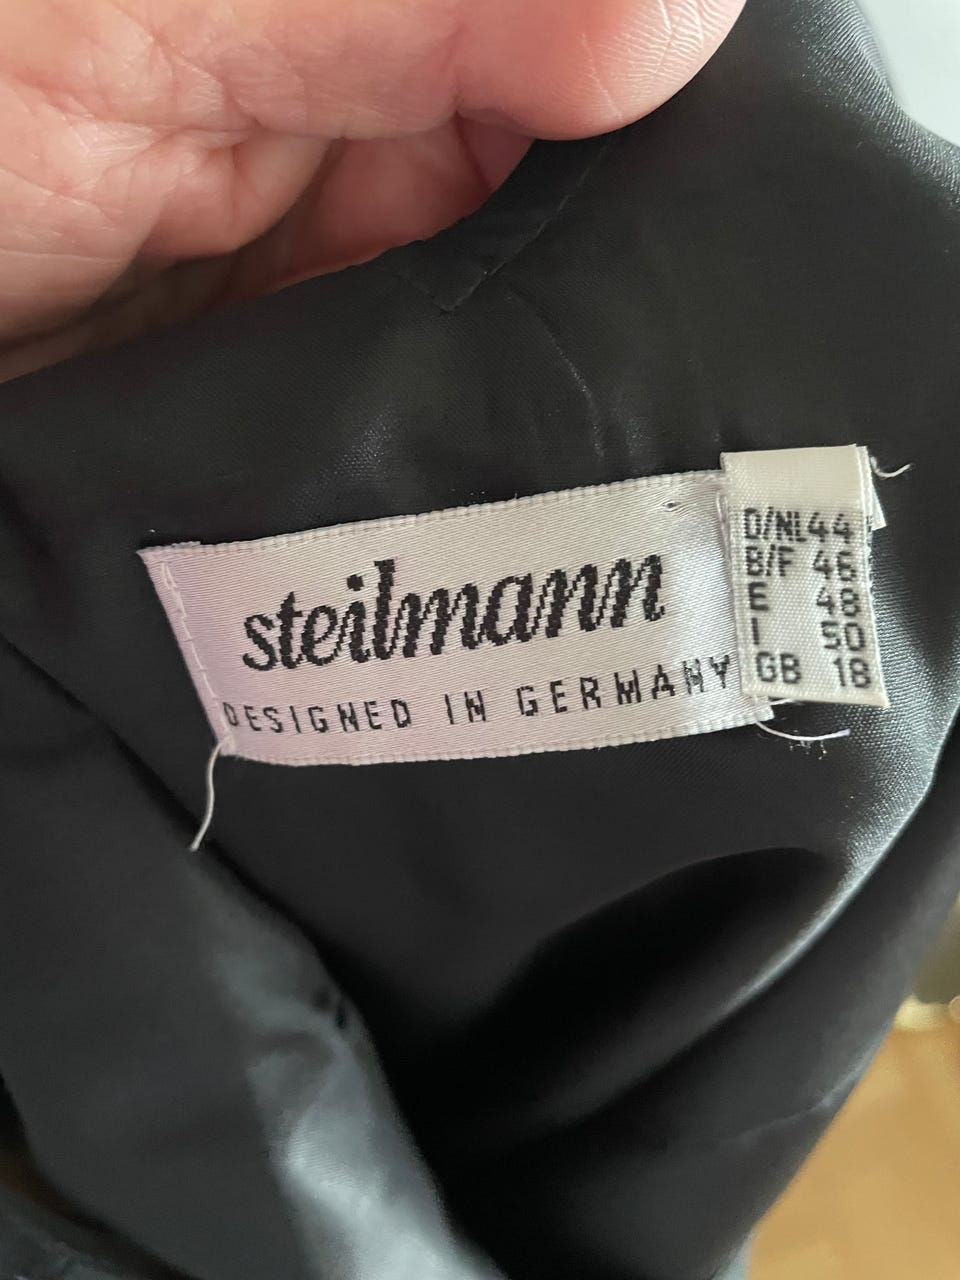 steilmann
DESIGNED IN GERMANY
D/NL 44
B/F 46
E 48
I 50
GB 18